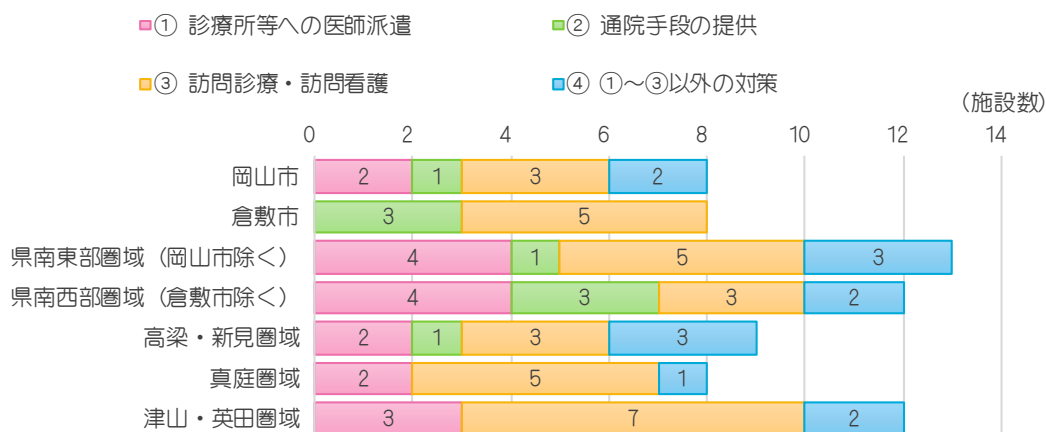 ① 診療所等への医師派遣 ② 通院手段の提供
③ 訪問診療・訪問看護 ④ ①～③以外の対策
（施設数）
0 2 4 6 8 10 12 14
岡山市 2 1 3 2
倉敷市 3 5
県南東部圏域（岡山市除く） 4 1 5 3
県南西部圏域（倉敷市除く） 4 3 3 2
高梁・新見圏域 2 1 3 3
真庭圏域 2 5 1
津山・英田圏域 3 7 2